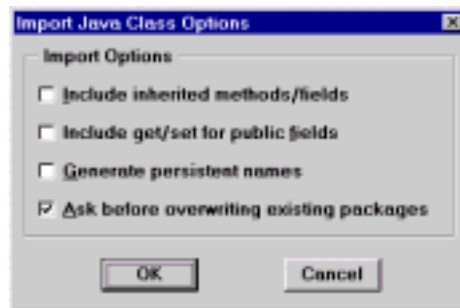 Import Java Class Options
Import Options
Include inherited methods/fields
Include get/set for public fields
Generate persistent names
Ask before overwriting existing packages
OK
Cancel